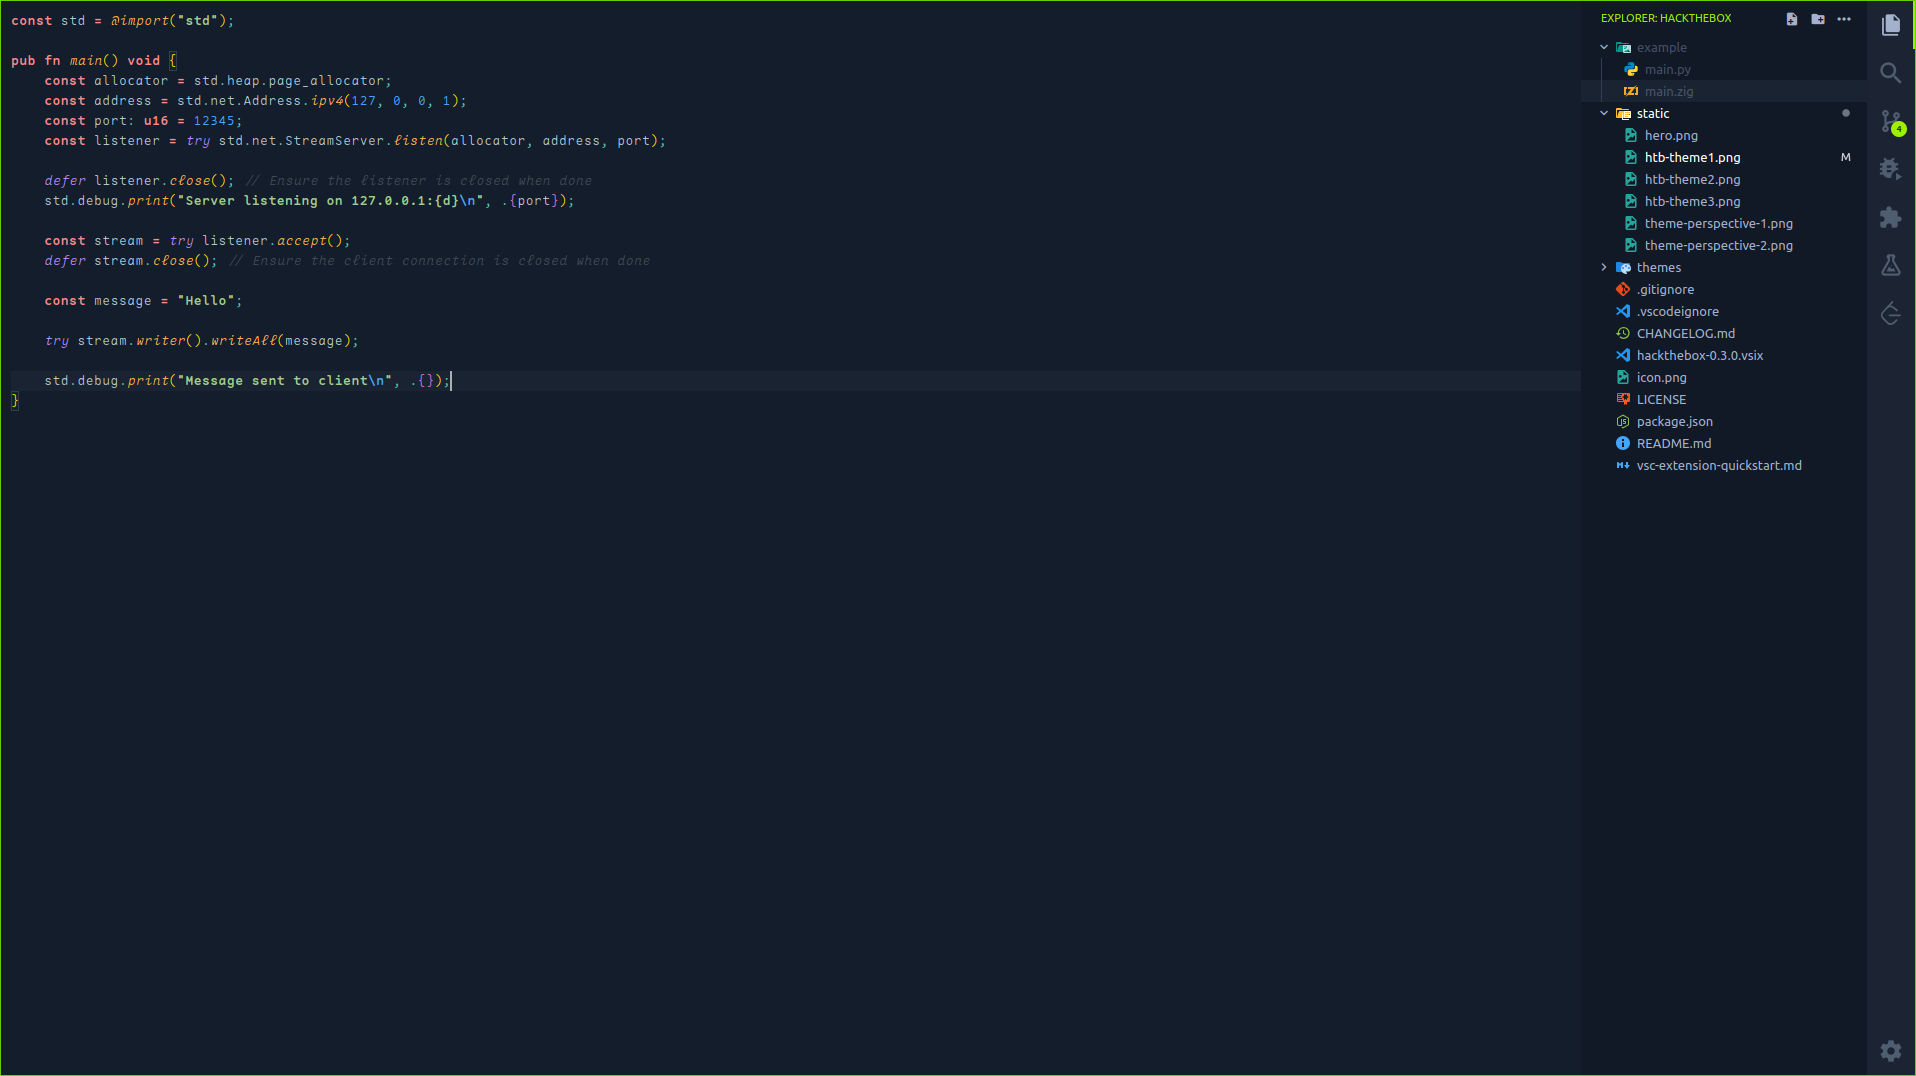 const std = @import("std");
pub fn main() void {
const allocator = std.heap.page_allocator;
const address = std.net.Address.ipv4(127, 0, 0, 1);
const port: u16 = 12345;
const listener = try std.net.StreamServer.listen(allocator, address, port);
defer listener.close(); // Ensure the listener is closed when done
std.debug.print("Server listening on 127.0.0.1:{d}\n", .{port});
const stream = try listener.accept();
defer stream.close(); // Ensure the client connection is closed when done
const message = "Hello";
try stream.writer().writeAll(message);
std.debug.print("Message sent to client\n", .{});
}
EXPLORER: HACKTHEBOX
example
main.py
main.zig
static
hero.png
htb-theme1.png M
htb-theme2.png
htb-theme3.png
theme-perspective-1.png
theme-perspective-2.png
themes
.gitignore
.vscodeignore
CHANGELOG.md
hackthebox-0.3.0.vsix
icon.png
LICENSE
package.json
README.md
vsc-extension-quickstart.md
4